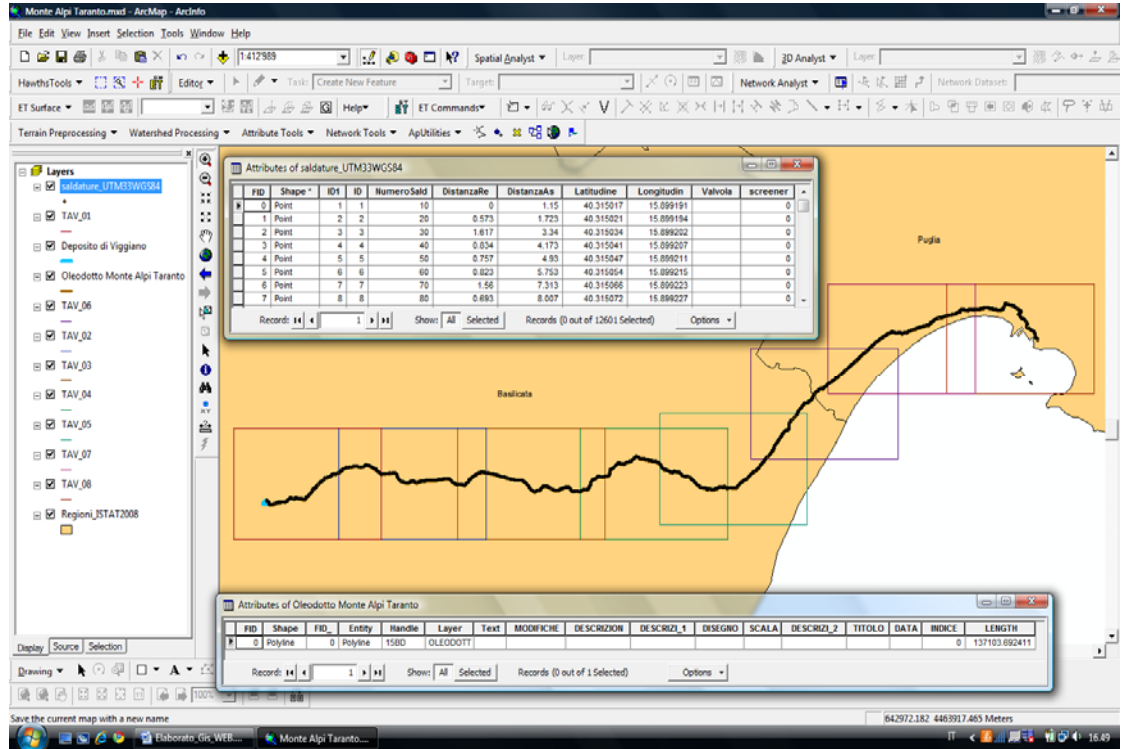 Monte Alpi Taranto.mxd - ArcMap - ArcInfo
File Edit View Insert Selection Tools Window Help
1:412'989 Spatial Analyst Layer: 3D Analyst Layer:
HawthsTools Editor Task: Create New Feature Target: Network Analyst Network Dataset:
ET Surface Help ET Commands
Terrain Preprocessing Watershed Processing Attribute Tools Network Tools ApUtilities
Layers
saldature_UTM33WGS84
TAV_01
Deposito di Viggiano
Oleodotto Monte Alpi Taranto
TAV_06
TAV_02
TAV_03
TAV_04
TAV_05
TAV_07
TAV_08
Regioni_ISTAT2008
Display Source Selection
Attributes of saldature_UTM33WGS84
FID Shape * ID1 ID NumeroSald DistanzaRe DistanzaAs Latitudine Longitudin Valvola screener
0 Point 1 1 10 0 1.15 40.315017 15.899191 0
1 Point 2 2 20 0.573 1.723 40.315021 15.899194 0
2 Point 3 3 30 1.617 3.34 40.315034 15.899202 0
3 Point 4 4 40 0.834 4.173 40.315041 15.899207 0
4 Point 5 5 50 0.757 4.93 40.315047 15.899211 0
5 Point 6 6 60 0.823 5.753 40.315054 15.899215 0
6 Point 7 7 70 1.56 7.313 40.315066 15.899223 0
7 Point 8 8 80 0.693 8.007 40.315072 15.899227 0
Record: 1 Show: All Selected Records (0 out of 12601 Selected) Options
Puglia
Basilicata
Attributes of Oleodotto Monte Alpi Taranto
FID Shape FID_ Entity Handle Layer Text MODIFICHE DESCRIZION DESCRIZI_1 DISEGNO SCALA DESCRIZI_2 TITOLO DATA INDICE LENGTH
0 Polyline 0 Polyline 15BD OLEODOTT 0 137103.692411
Record: 1 Show: All Selected Records (0 out of 1 Selected) Options
Drawing A
100%
Save the current map with a new name 642972.182 4463917.465 Meters
Elaborato_Gis_WEB.... Monte Alpi Taranto.... IT 16.49